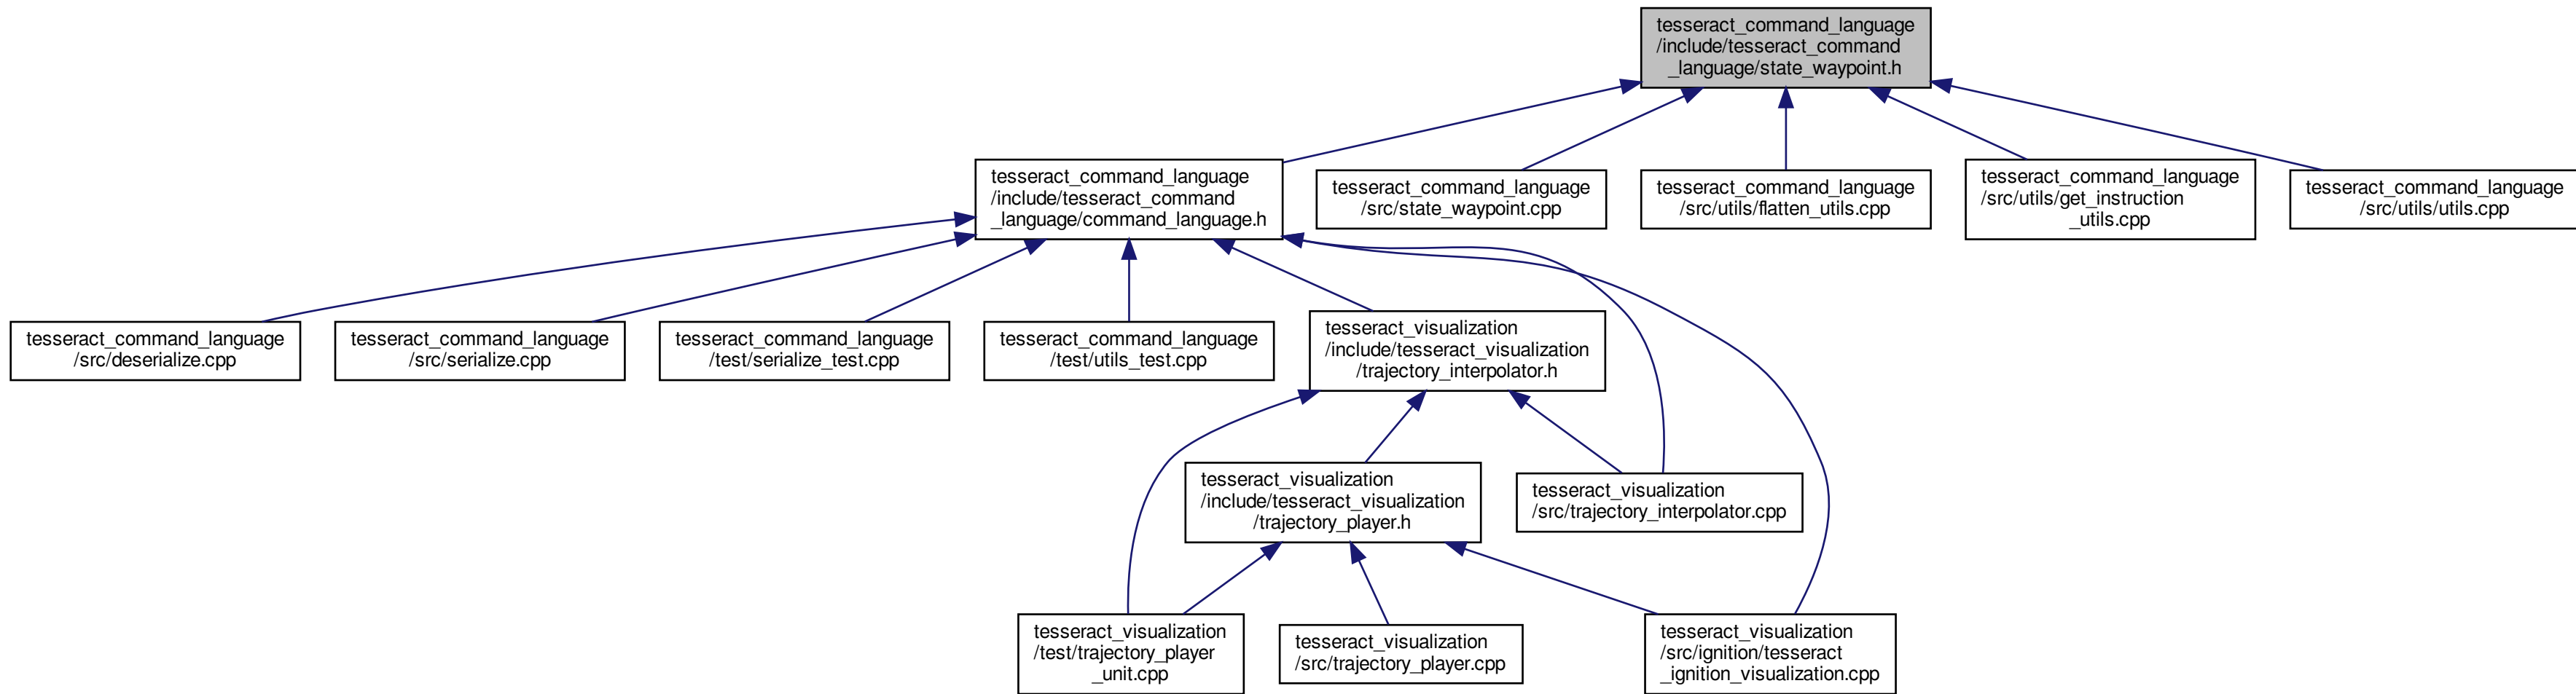 tesseract_command_language
/include/tesseract_command
_language/state_waypoint.h
tesseract_command_language
/include/tesseract_command
_language/command_language.h
tesseract_command_language
/src/state_waypoint.cpp
tesseract_command_language
/src/utils/flatten_utils.cpp
tesseract_command_language
/src/utils/get_instruction
_utils.cpp
tesseract_command_language
/src/utils/utils.cpp
tesseract_command_language
/src/deserialize.cpp
tesseract_command_language
/src/serialize.cpp
tesseract_command_language
/test/serialize_test.cpp
tesseract_command_language
/test/utils_test.cpp
tesseract_visualization
/include/tesseract_visualization
/trajectory_interpolator.h
tesseract_visualization
/include/tesseract_visualization
/trajectory_player.h
tesseract_visualization
/src/trajectory_interpolator.cpp
tesseract_visualization
/test/trajectory_player
_unit.cpp
tesseract_visualization
/src/trajectory_player.cpp
tesseract_visualization
/src/ignition/tesseract
_ignition_visualization.cpp